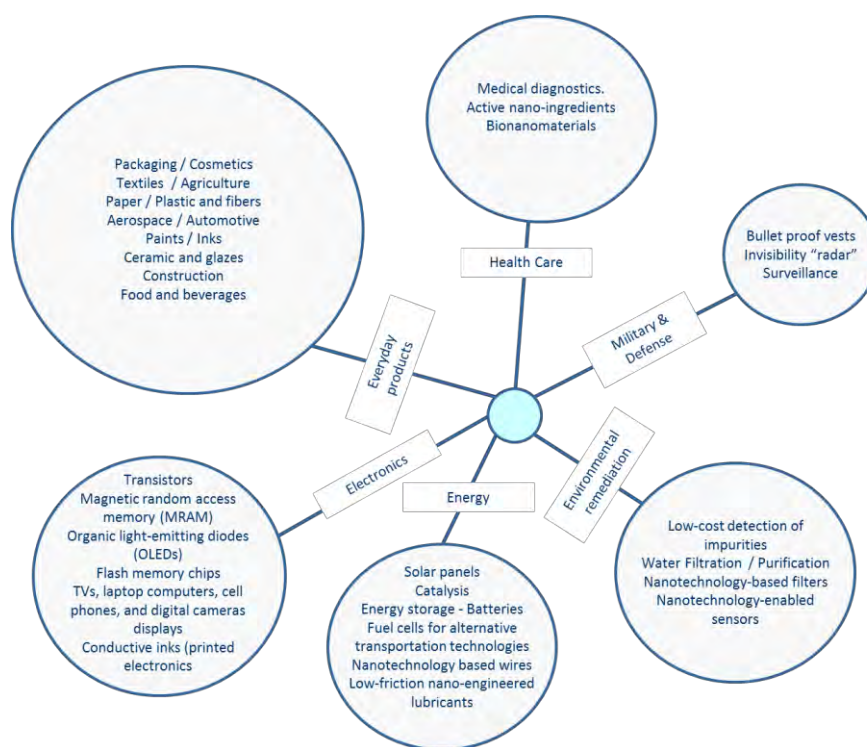 Medical diagnostics.
Active nano-ingredients
Bionanomaterials
Health Care
Packaging / Cosmetics
Textiles / Agriculture
Paper / Plastic and fibers
Aerospace / Automotive
Paints / Inks
Ceramic and glazes
Construction
Food and beverages
Everyday
products
Bullet proof vests
Invisibility “radar”
Surveillance
Military &
Defense
Electronics
Transistors
Magnetic random access
memory (MRAM)
Organic light-emitting diodes
(OLEDs)
Flash memory chips
TVs, laptop computers, cell
phones, and digital cameras
displays
Conductive inks (printed
electronics
Energy
Solar panels
Catalysis
Energy storage - Batteries
Fuel cells for alternative
transportation technologies
Nanotechnology based wires
Low-friction nano-engineered
lubricants
Environmental
remediation
Low-cost detection of
impurities
Water Filtration / Purification
Nanotechnology-based filters
Nanotechnology-enabled
sensors